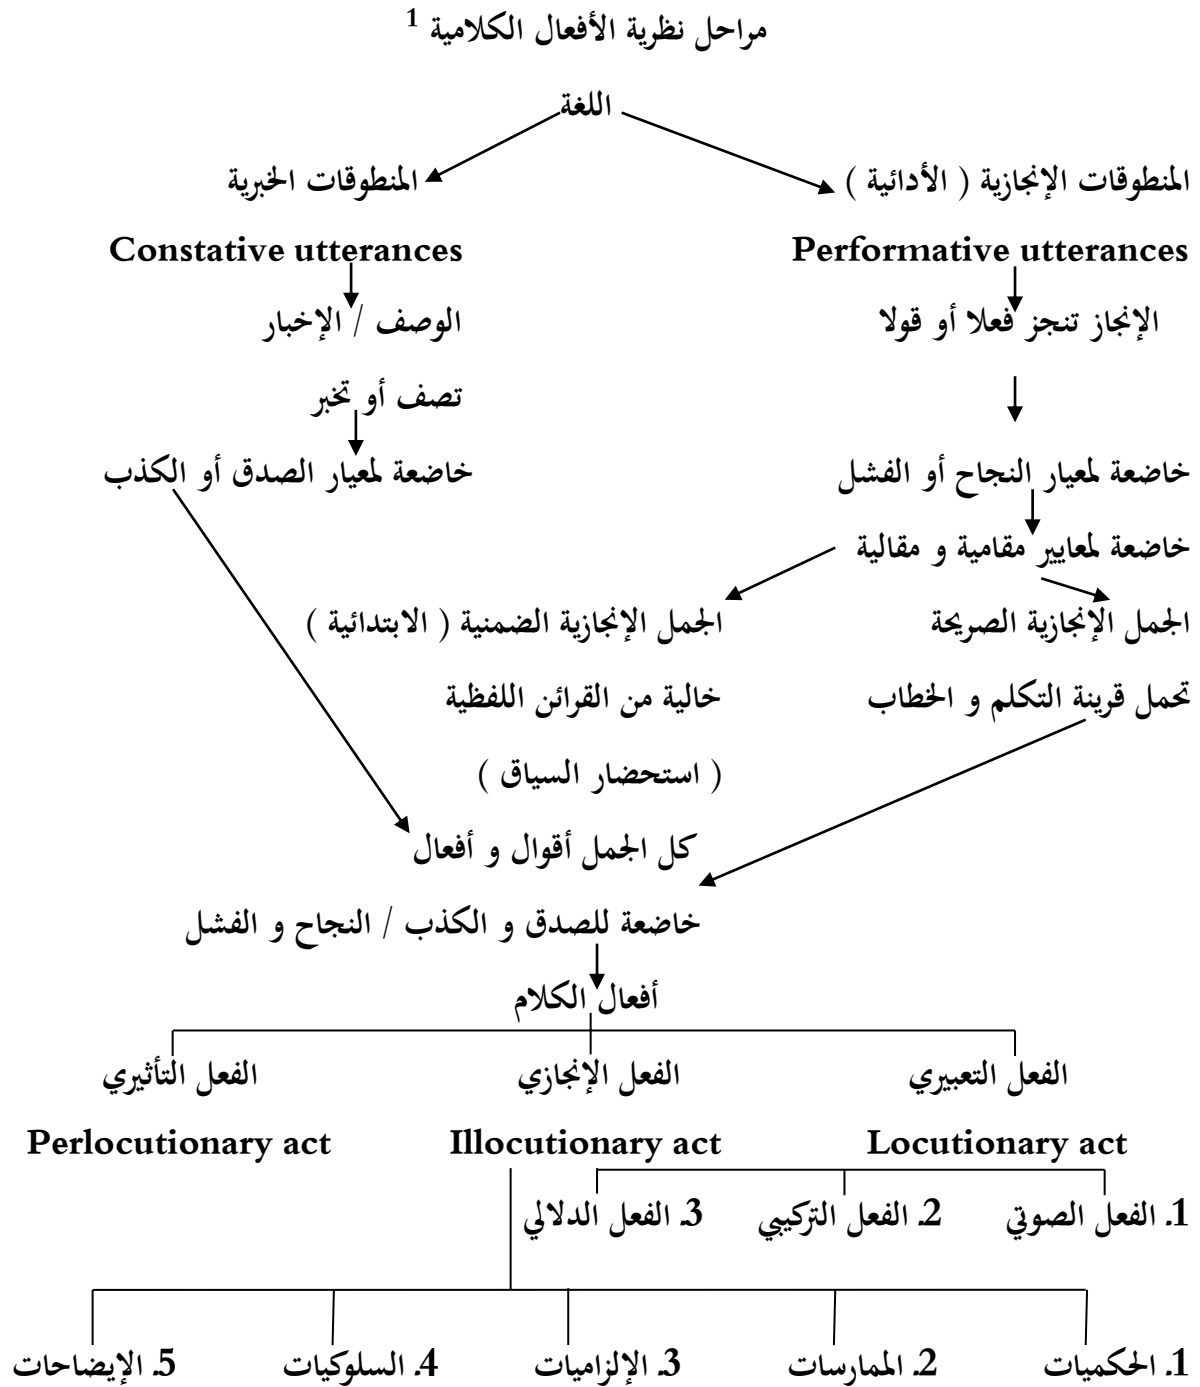 مراحل نظرية الأفعال الكلامية 1
اللغة
المنطوقات الإنجازية ( الأدائية ) المنطوقات الخبرية
Performative utterances Constative utterances
الإنجاز تنجز فعلا أو قولا الوصف / الإخبار
تصف أو تخبر
خاضعة لمعيار النجاح أو الفشل خاضعة لمعيار الصدق أو الكذب
خاضعة لمعايير مقامية و مقالية
الجمل الإنجازية الصريحة الجمل الإنجازية الضمنية ( الابتدائية )
تحمل قرينة التكلم و الخطاب خالية من القرائن اللفظية
( استحضار السياق )
كل الجمل أقوال و أفعال
خاضعة للصدق و الكذب / النجاح و الفشل
أفعال الكلام
الفعل التعبيري الفعل الإنجازي الفعل التأثيري
Locutionary act Illocutionary act Perlocutionary act
1. الفعل الصوتي 2. الفعل التركيبي 3. الفعل الدلالي
1. الحكميات 2. الممارسات 3. الإلزاميات 4. السلوكيات 5. الإيضاحات